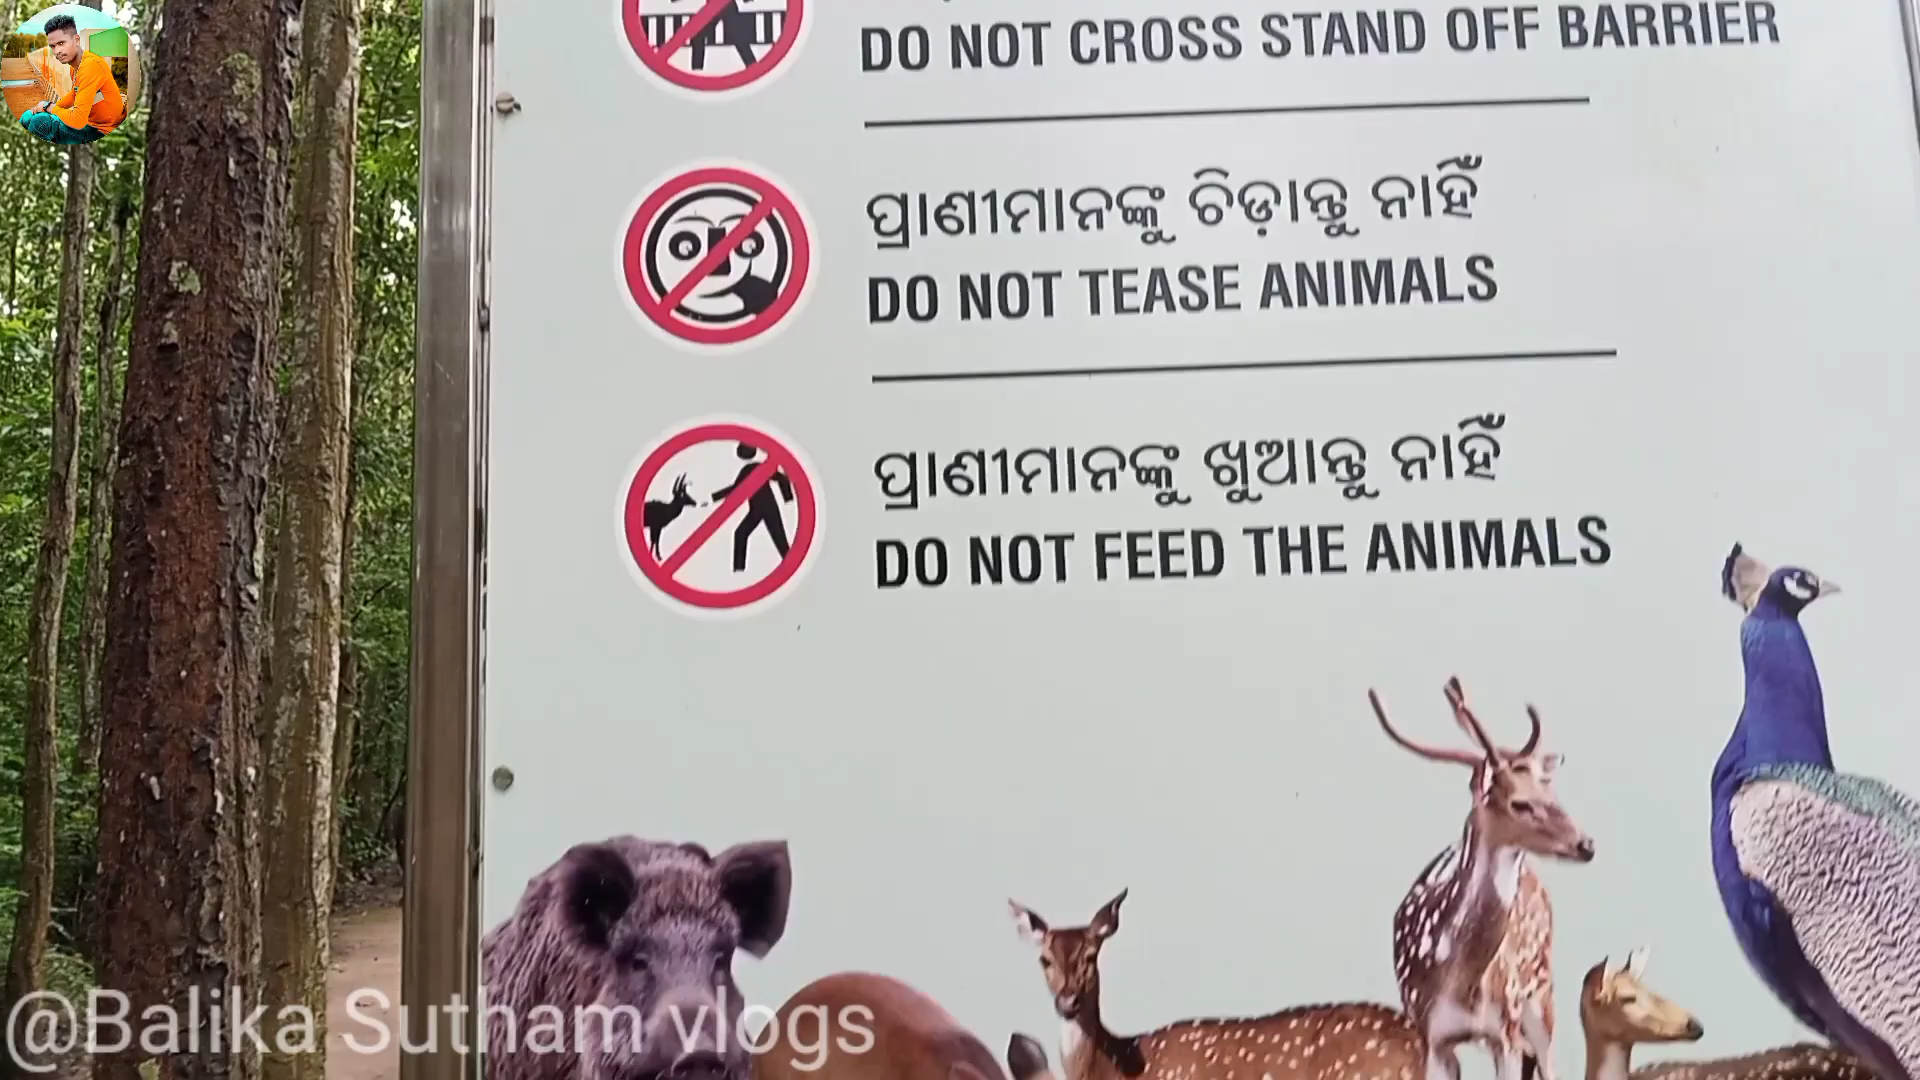 DO NOT CROSS STAND OFF BARRIER
ପ୍ରାଣୀମାନଙ୍କୁ ଚିଡ଼ାନ୍ତୁ ନାହିଁ
DO NOT TEASE ANIMALS
ପ୍ରାଣୀମାନଙ୍କୁ ଖୁଆନ୍ତୁ ନାହିଁ
DO NOT FEED THE ANIMALS
@Balika Sutham vlogs